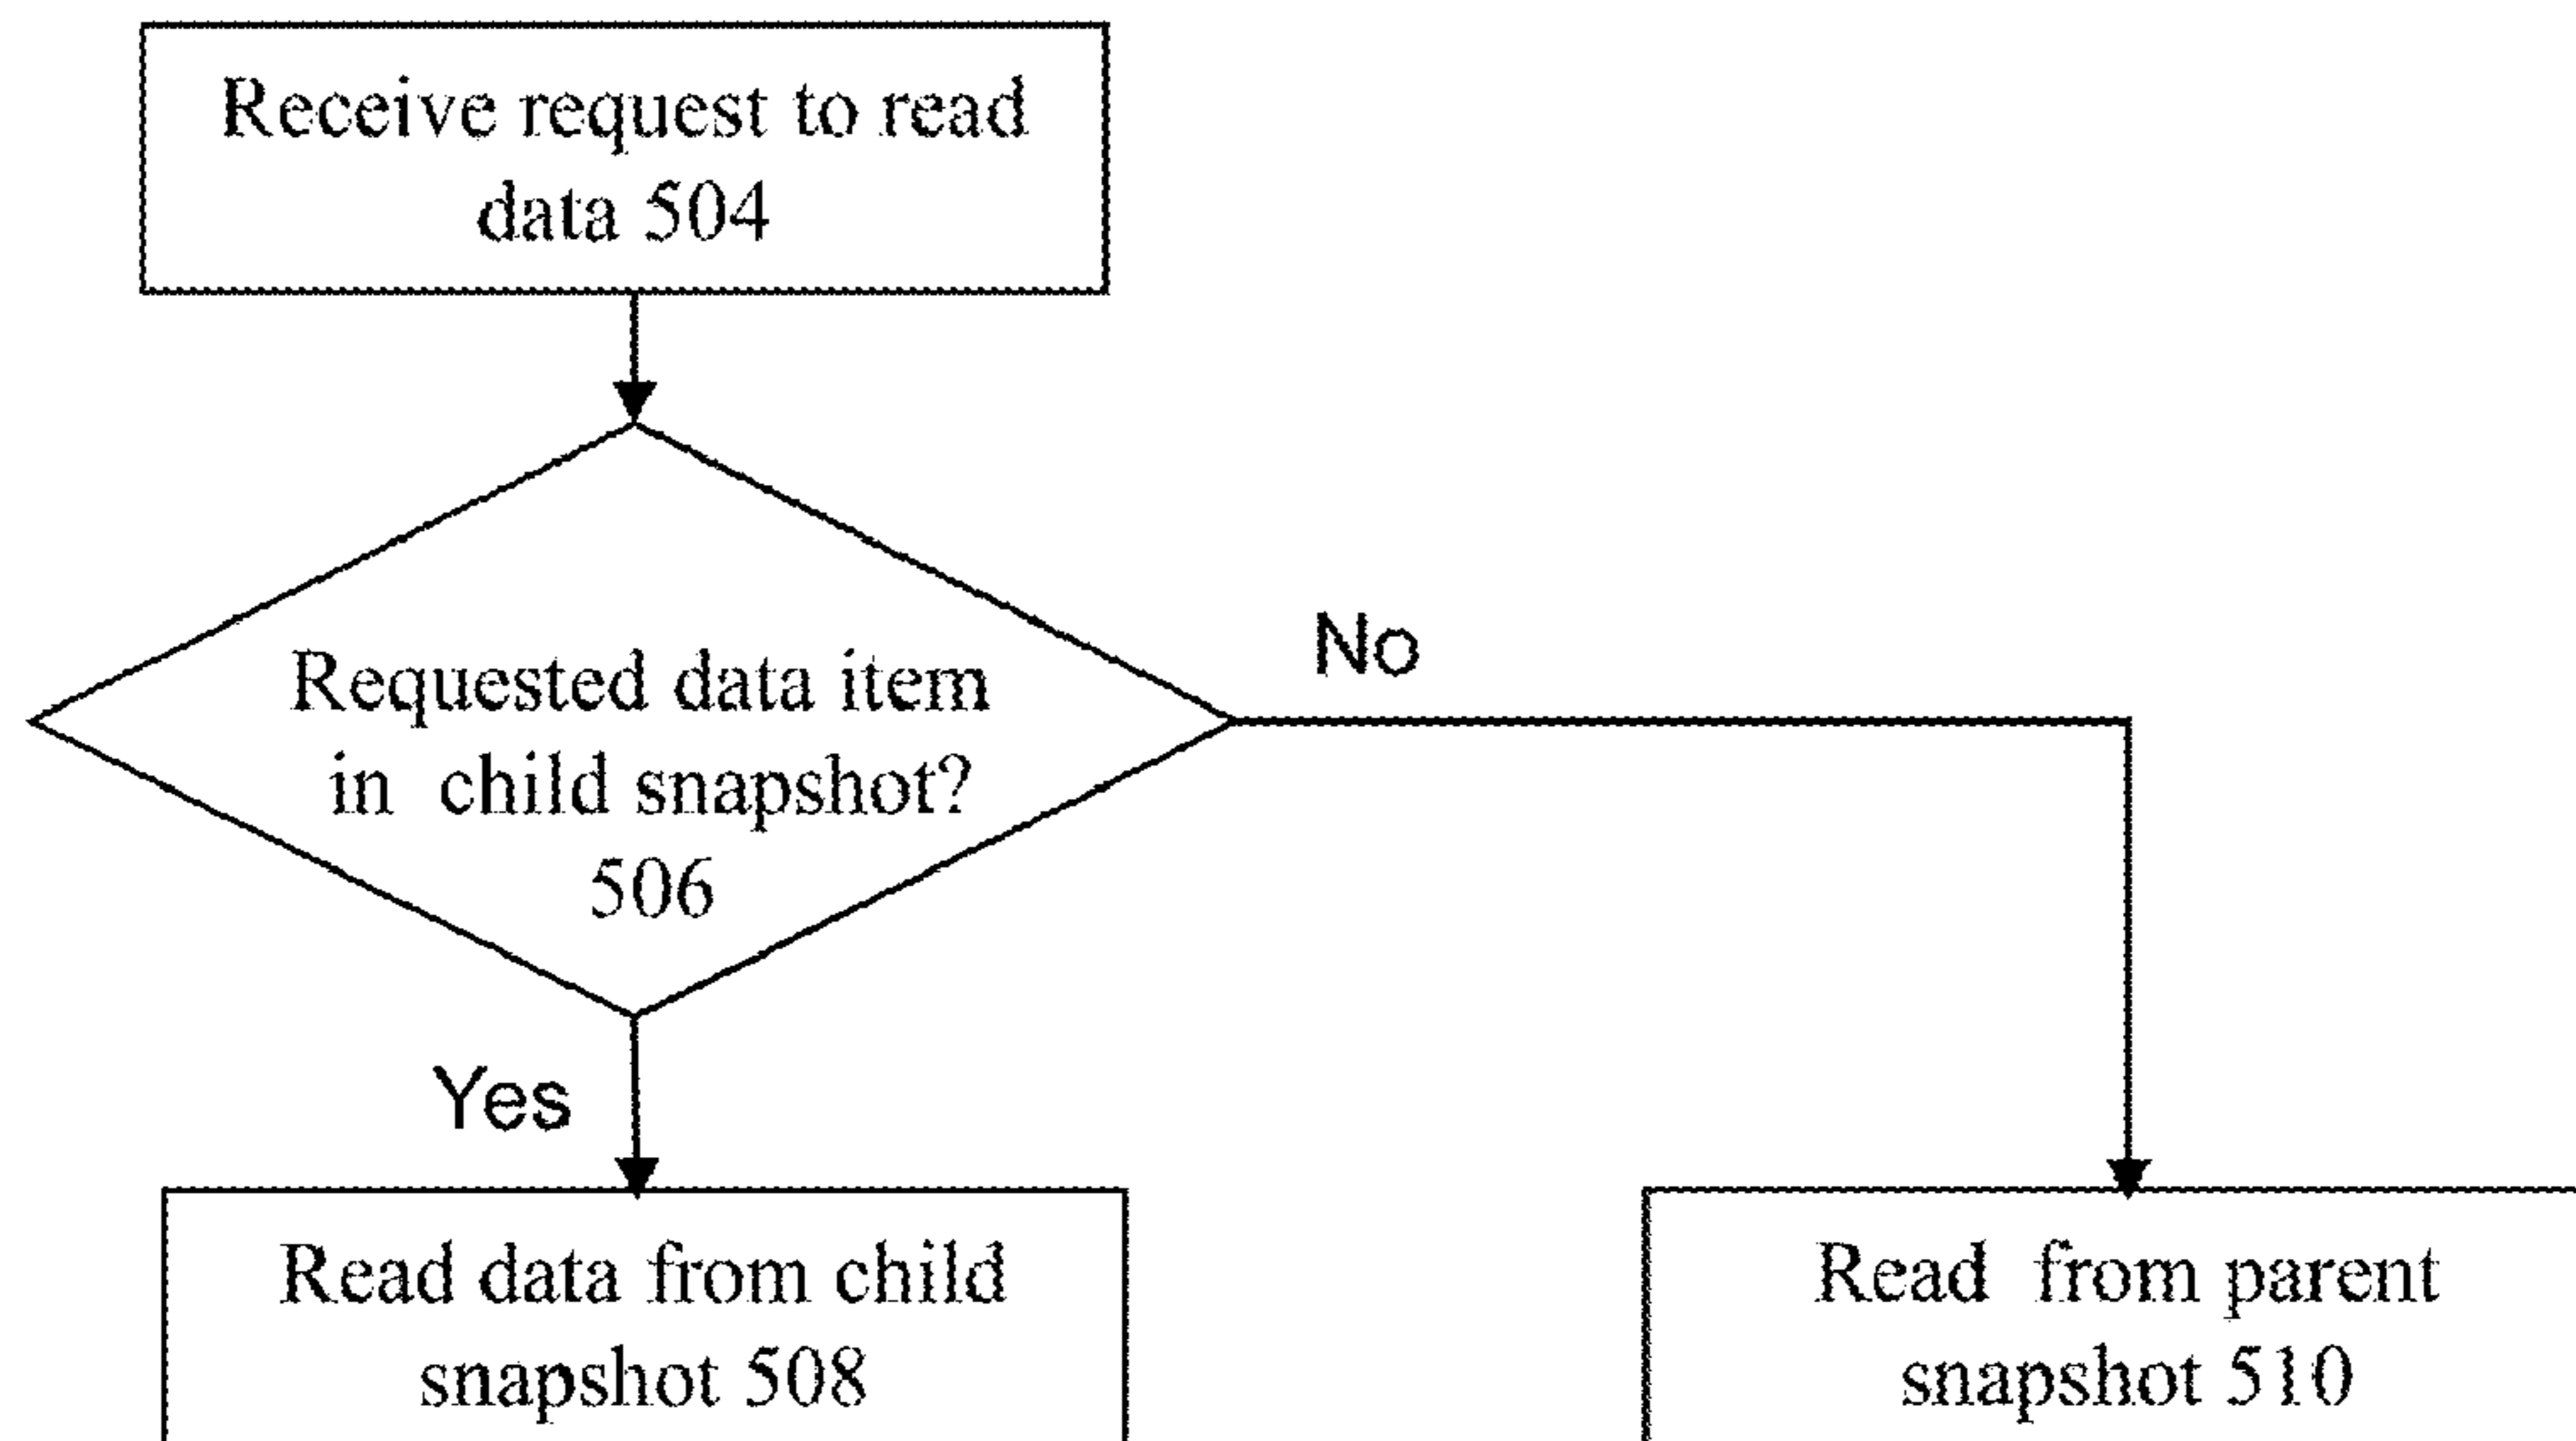 Receive request to read
data 504
Requested data item
in child snapshot?
506
No
Yes
Read data from child
snapshot 508
Read from parent
snapshot 510